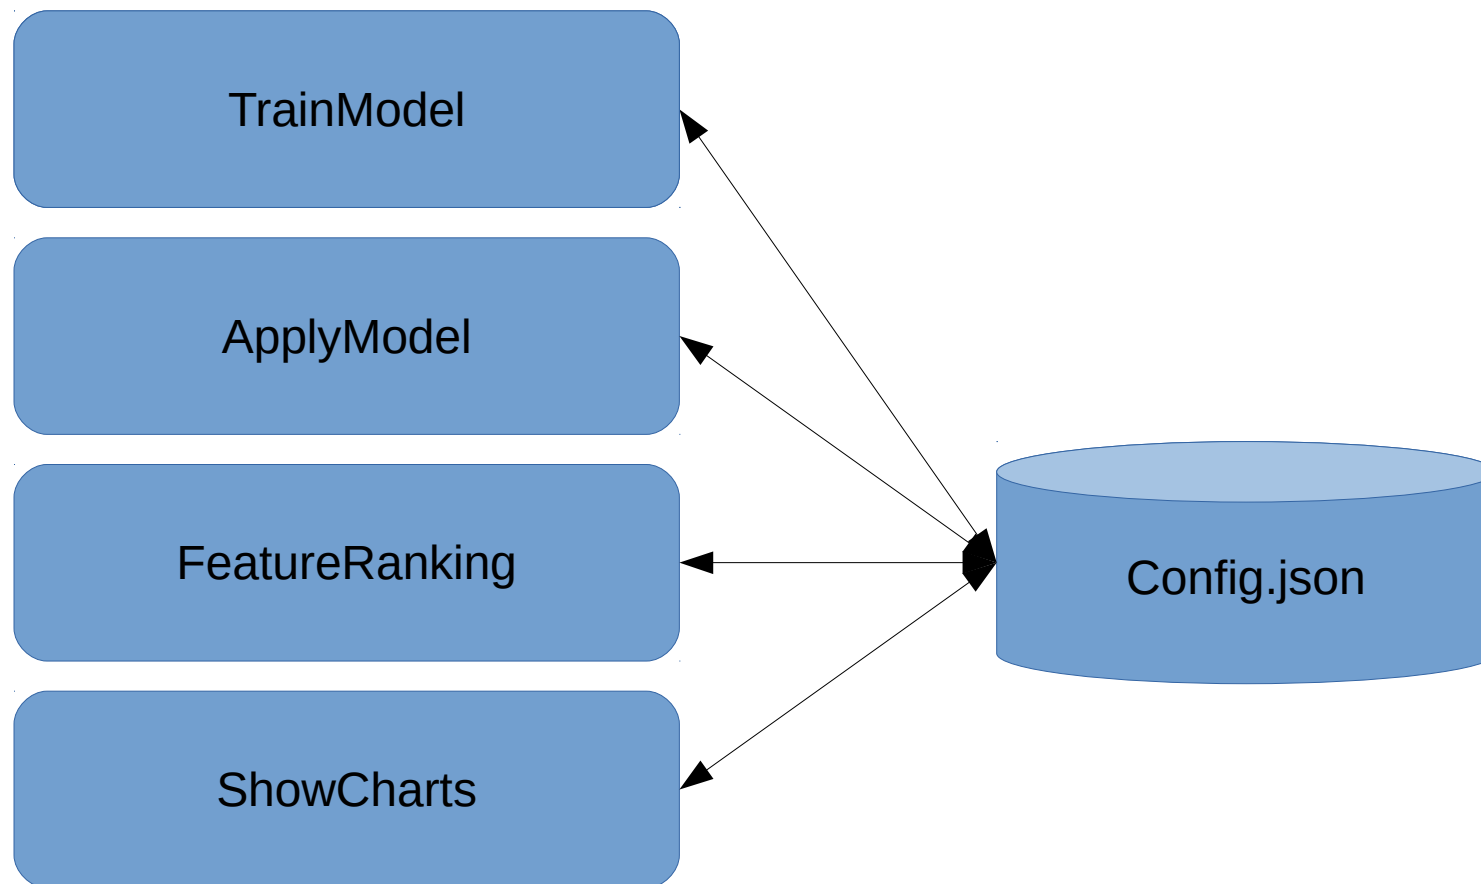 TrainModel
ApplyModel
FeatureRanking
ShowCharts
Config.json